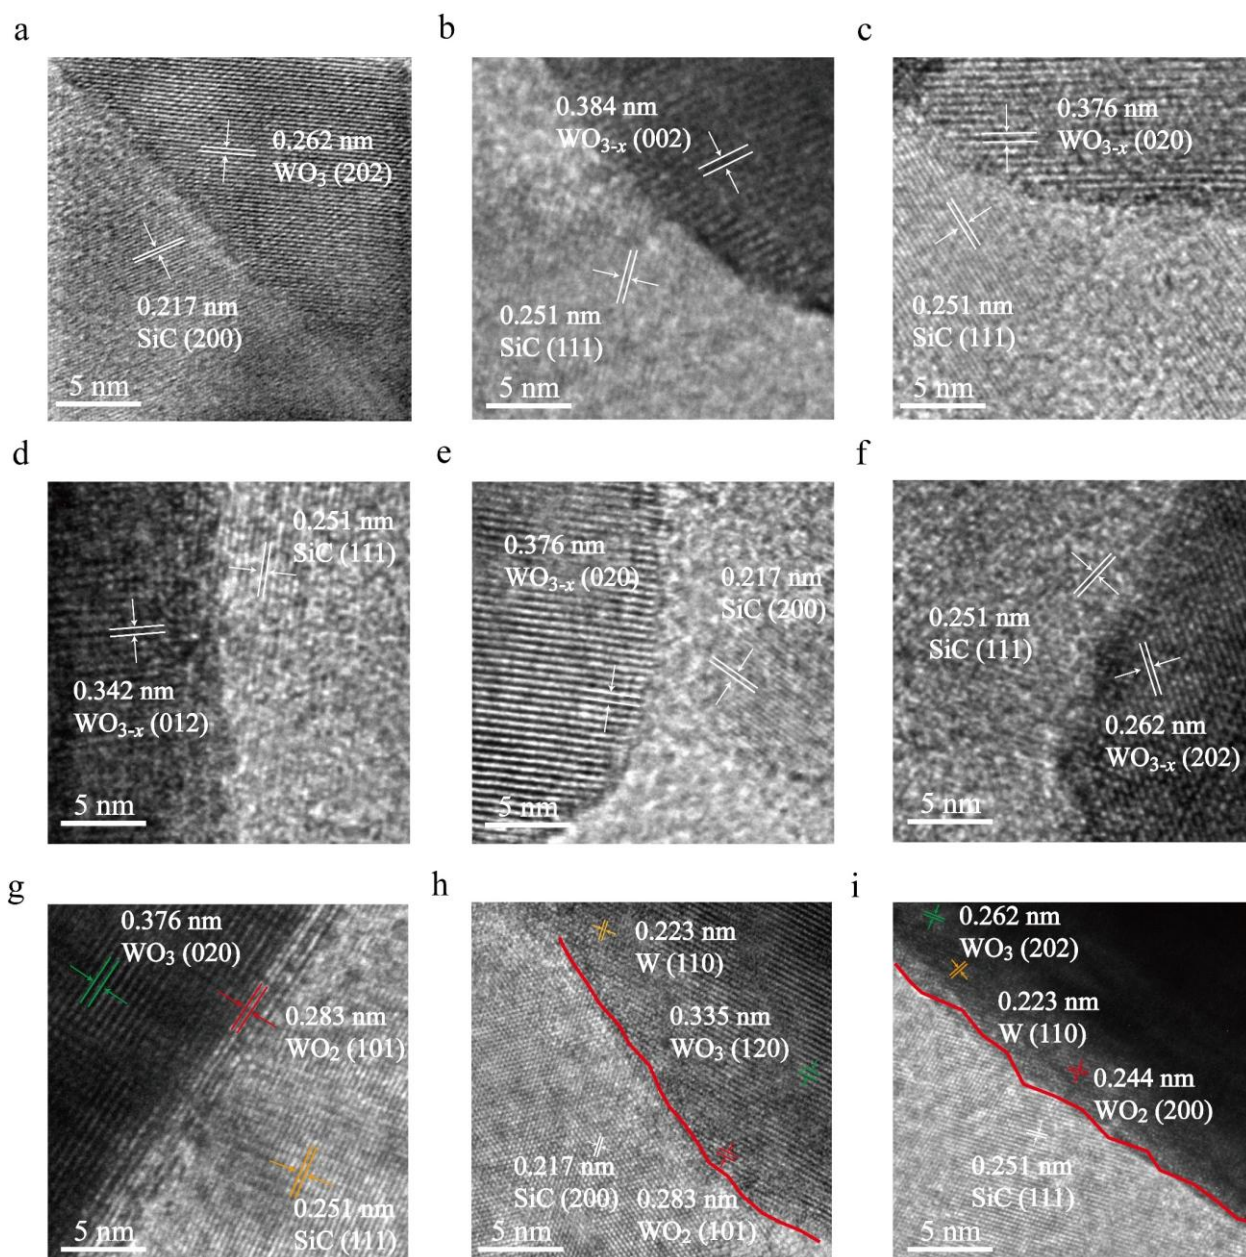 a
0.262 nm
WO3 (202)
0.217 nm
SiC (200)
5 nm
b
0.384 nm
WO3-x (002)
0.251 nm
SiC (111)
5 nm
c
0.376 nm
WO3-x (020)
0.251 nm
SiC (111)
5 nm
d
0.251 nm
SiC (111)
0.342 nm
WO3-x (012)
5 nm
e
0.376 nm
WO3-x (020)
0.217 nm
SiC (200)
5 nm
f
0.251 nm
SiC (111)
0.262 nm
WO3-x (202)
5 nm
g
0.376 nm
WO3 (020)
0.283 nm
WO2 (101)
0.251 nm
SiC (111)
5 nm
h
0.223 nm
W (110)
0.335 nm
WO3 (120)
0.217 nm
SiC (200)
0.283 nm
WO2 (101)
5 nm
i
0.262 nm
WO3 (202)
0.223 nm
W (110)
0.244 nm
WO2 (200)
0.251 nm
SiC (111)
5 nm